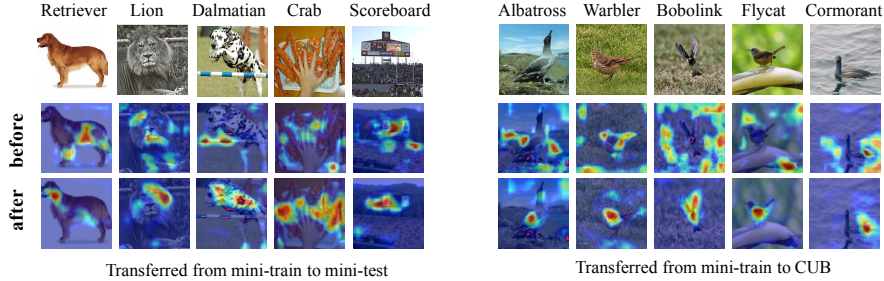 Retriever Lion Dalmatian Crab Scoreboard
Albatross Warbler Bobolink Flycat Cormorant
before
after
Transferred from mini-train to mini-test
Transferred from mini-train to CUB